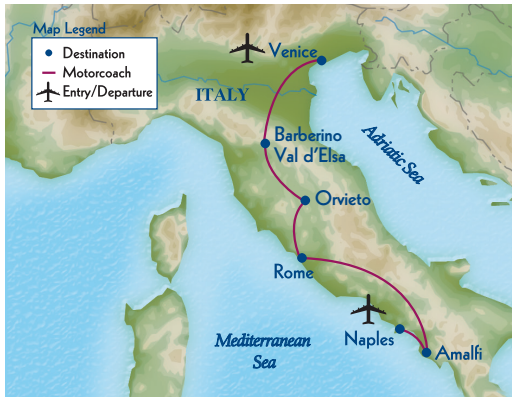 Map Legend
Destination
Motorcoach
Entry/Departure
Venice
ITALY
Barberino
Val d'Elsa
Adriatic Sea
Orvieto
Rome
Mediterranean
Sea
Naples
Amalfi